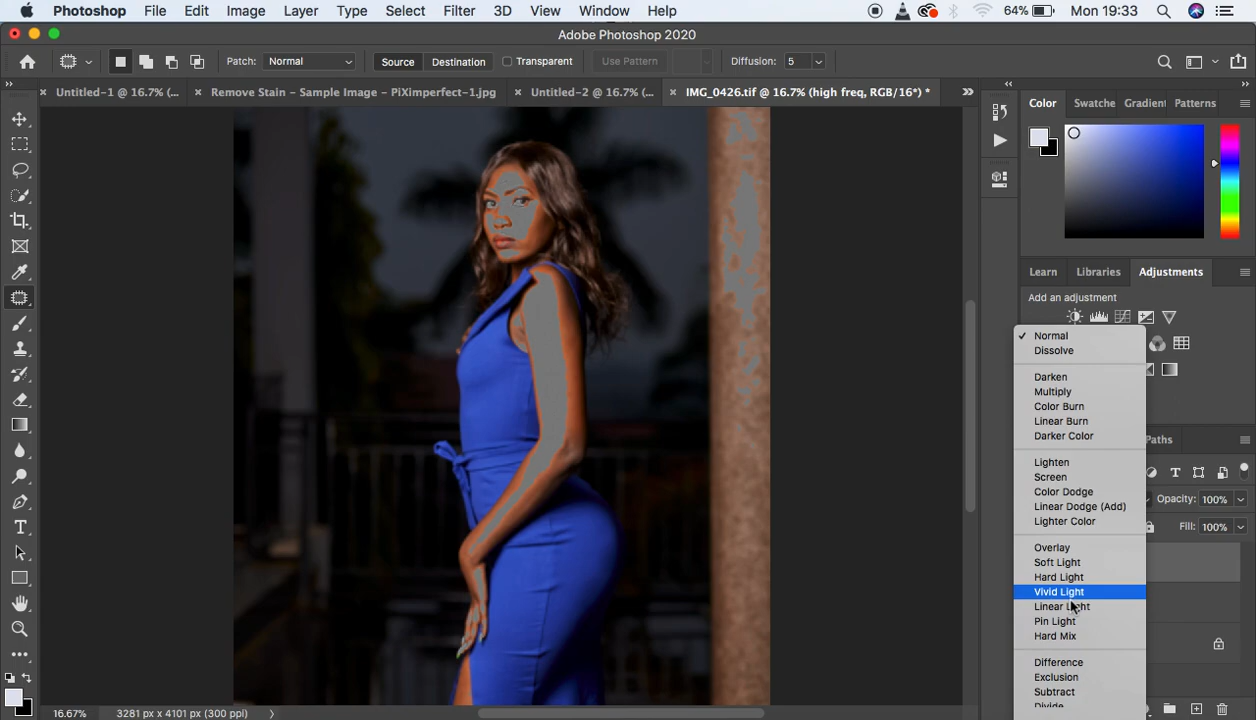 Photoshop File Edit Image Layer Type Select Filter 3D View Window Help 64% Mon 19:33
Adobe Photoshop 2020
Patch: Normal Source Destination Transparent Use Pattern Diffusion: 5
Untitled-1 @ 16.7% (... Remove Stain – Sample Image – PiXimperfect-1.jpg Untitled-2 @ 16.7% (... IMG_0426.tif @ 16.7% (high freq, RGB/16*) *
Color Swatche Gradient Patterns
Learn Libraries Adjustments
Add an adjustment
Normal
Dissolve
Darken
Multiply
Color Burn
Linear Burn
Darker Color
Paths
Lighten
Screen
Color Dodge
Opacity: 100%
Linear Dodge (Add)
Lighter Color
Fill: 100%
Overlay
Soft Light
Hard Light
Vivid Light
Linear Light
Pin Light
Hard Mix
Difference
Exclusion
Subtract
Divide
16.67% 3281 px x 4101 px (300 ppi)